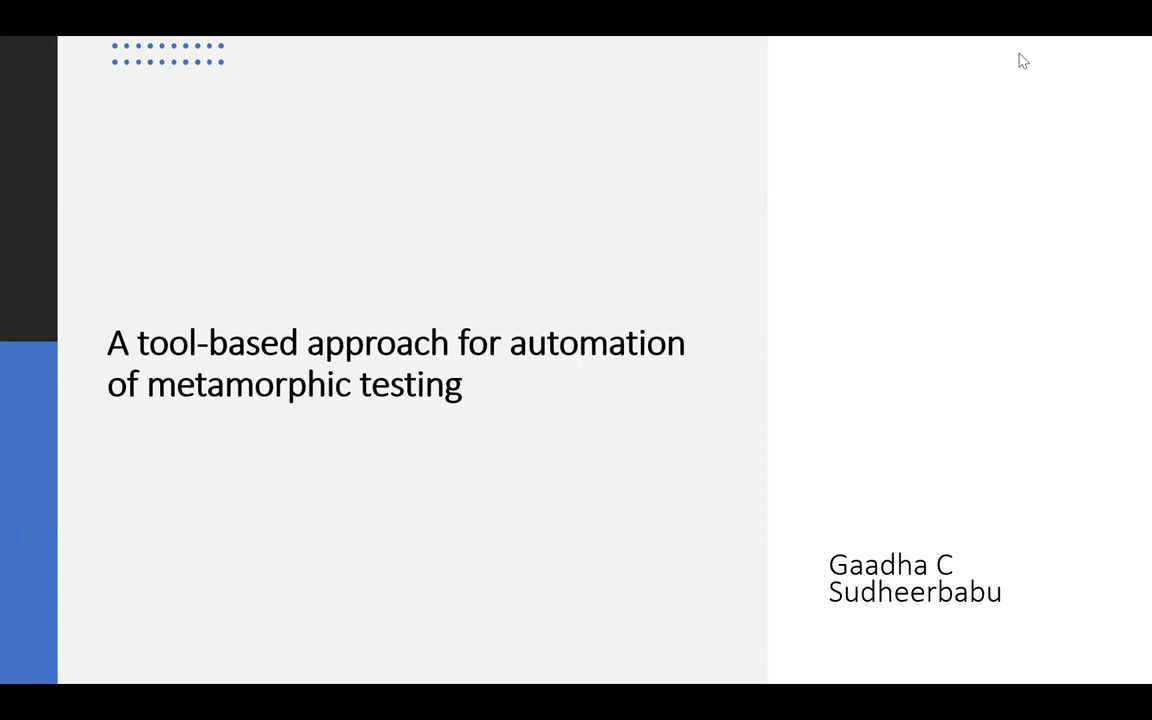 A tool-based approach for automation
of metamorphic testing
Gaadha C
Sudheerbabu